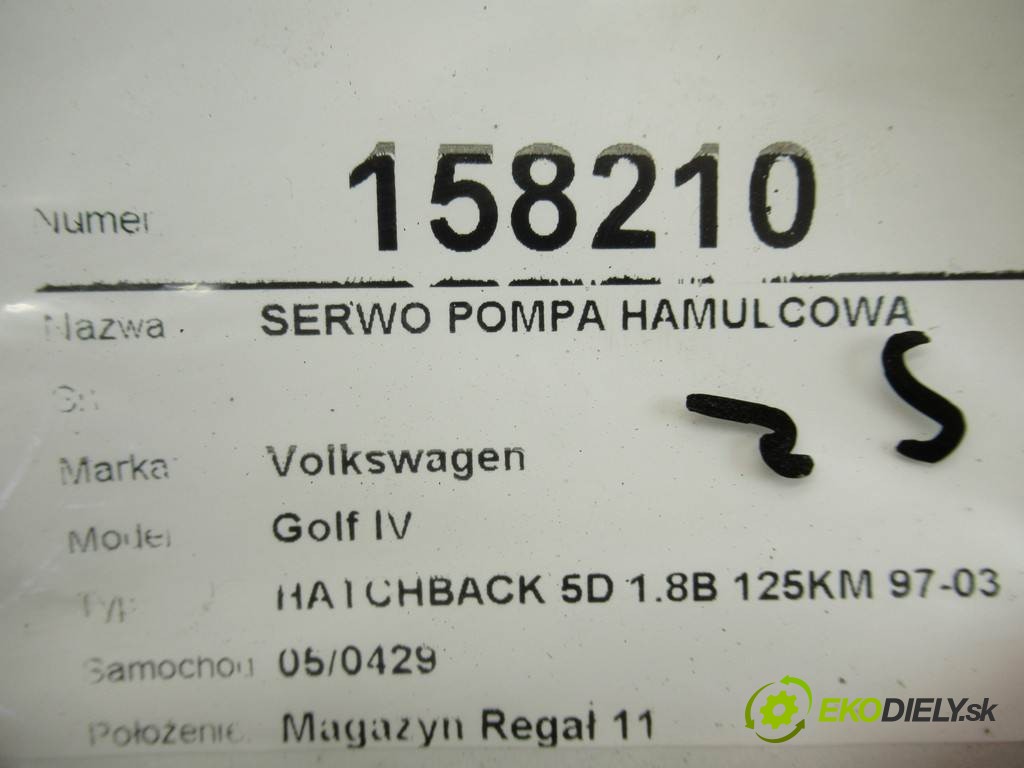 Numer 158210
Nazwa SERWO POMPA HAMULCOWA
Marka Volkswagen
Model Golf IV
Typ HATCHBACK 5D 1.8B 125KM 97-03
Samochod 05/0429
Położenie Magazyn Regał 11
EKODIELY.sk